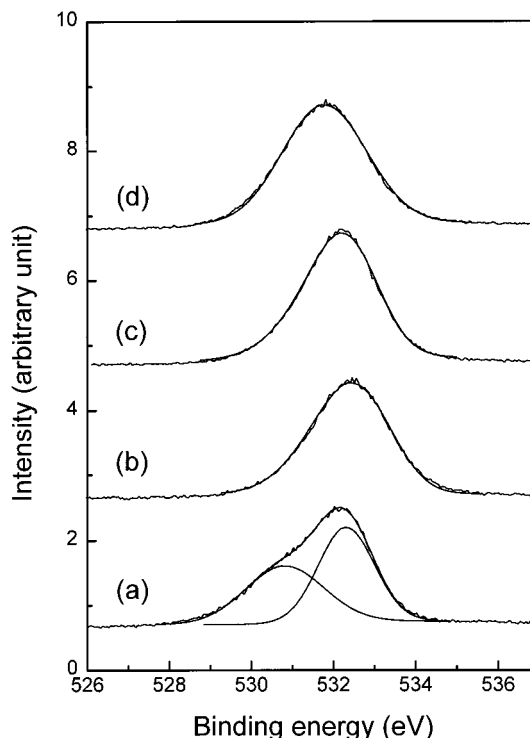 10
8
6
4
2
0
Intensity (arbitrary unit)
(d)
(c)
(b)
(a)
526 528 530 532 534 536
Binding energy (eV)